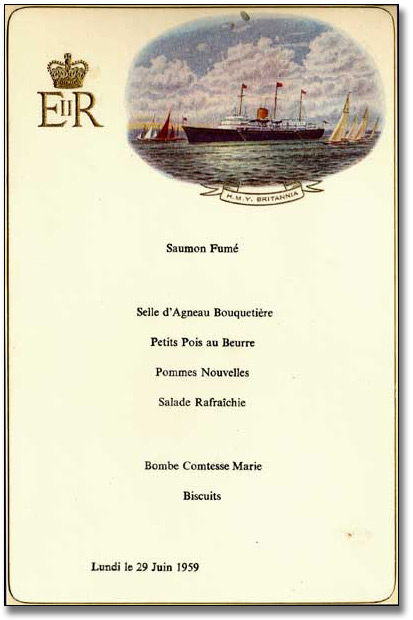 EIIR
H.M.Y. BRITANNIA
Saumon Fumé
Selle d'Agneau Bouquetière
Petits Pois au Beurre
Pommes Nouvelles
Salade Rafraîchie
Bombe Comtesse Marie
Biscuits
Lundi le 29 Juin 1959